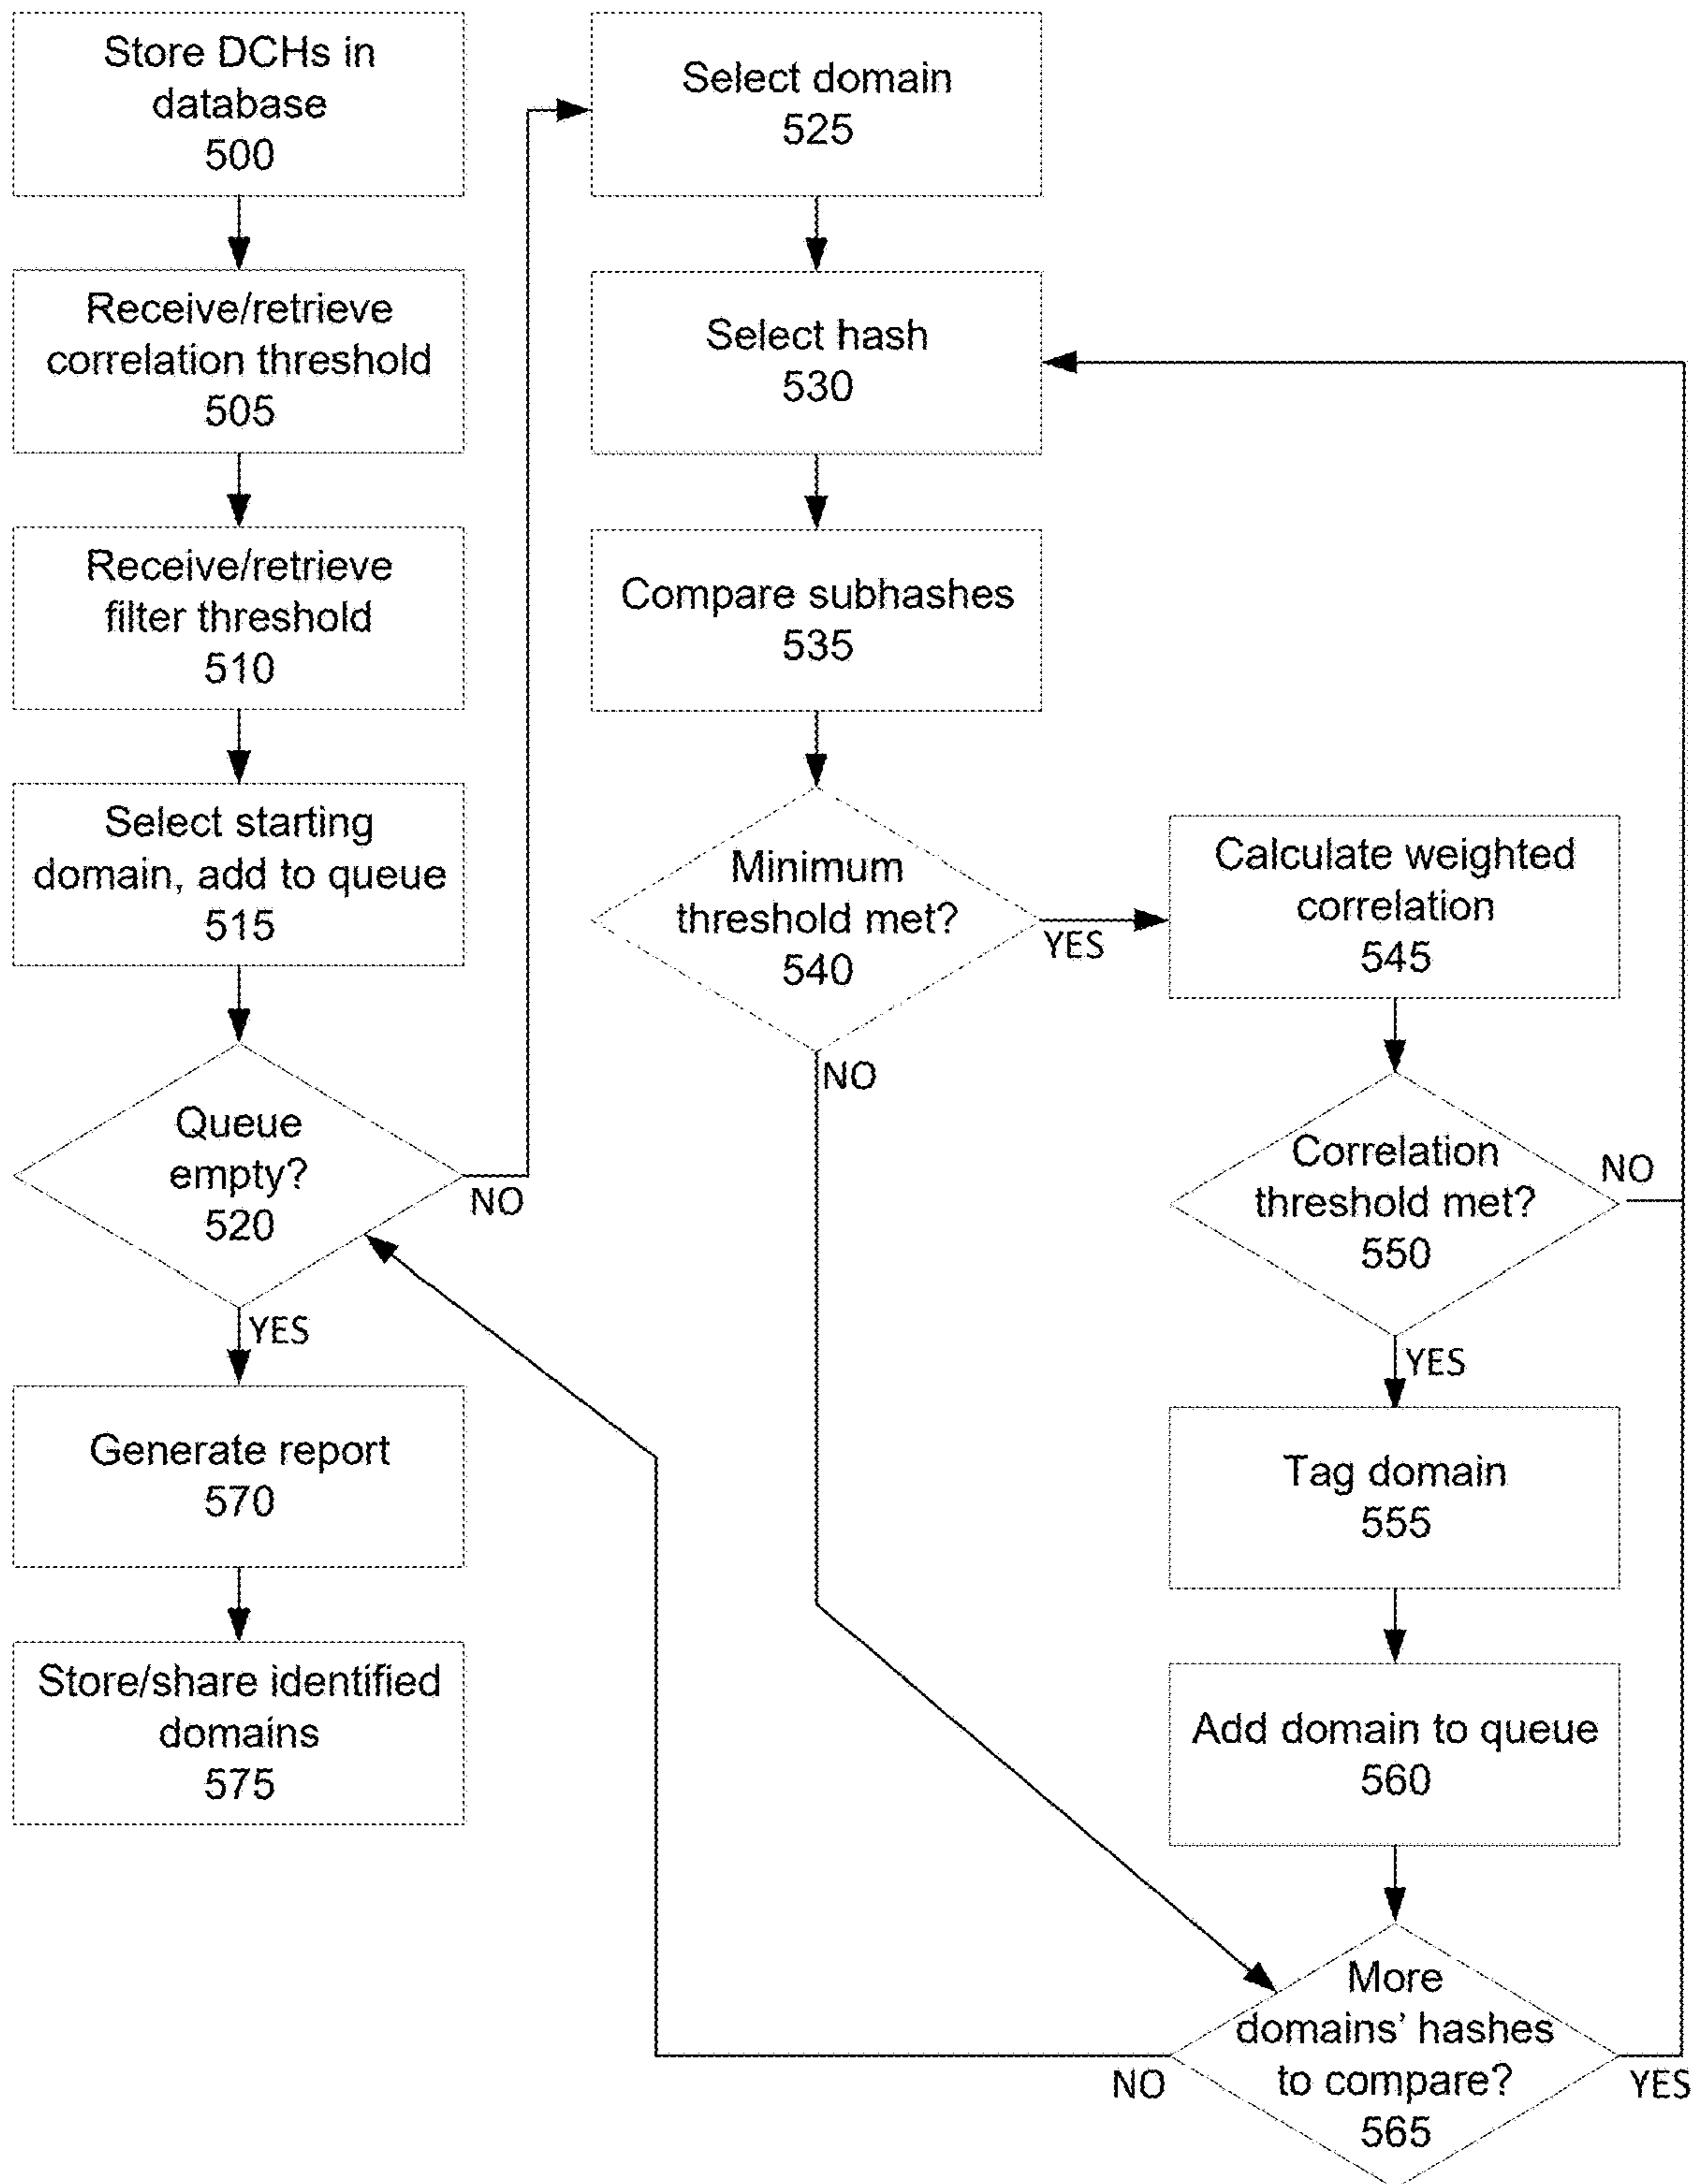 Store DCHs in
database
500
Receive/retrieve
correlation threshold
505
Receive/retrieve
filter threshold
510
Select starting
domain, add to queue
515
Queue
empty?
520
NO
YES
Generate report
570
Store/share identified
domains
575
Select domain
525
Select hash
530
Compare subhashes
535
Minimum
threshold met?
540
YES
NO
Calculate weighted
correlation
545
Correlation
threshold met?
550
NO
YES
Tag domain
555
Add domain to queue
560
More
domains' hashes
to compare?
565
NO
YES